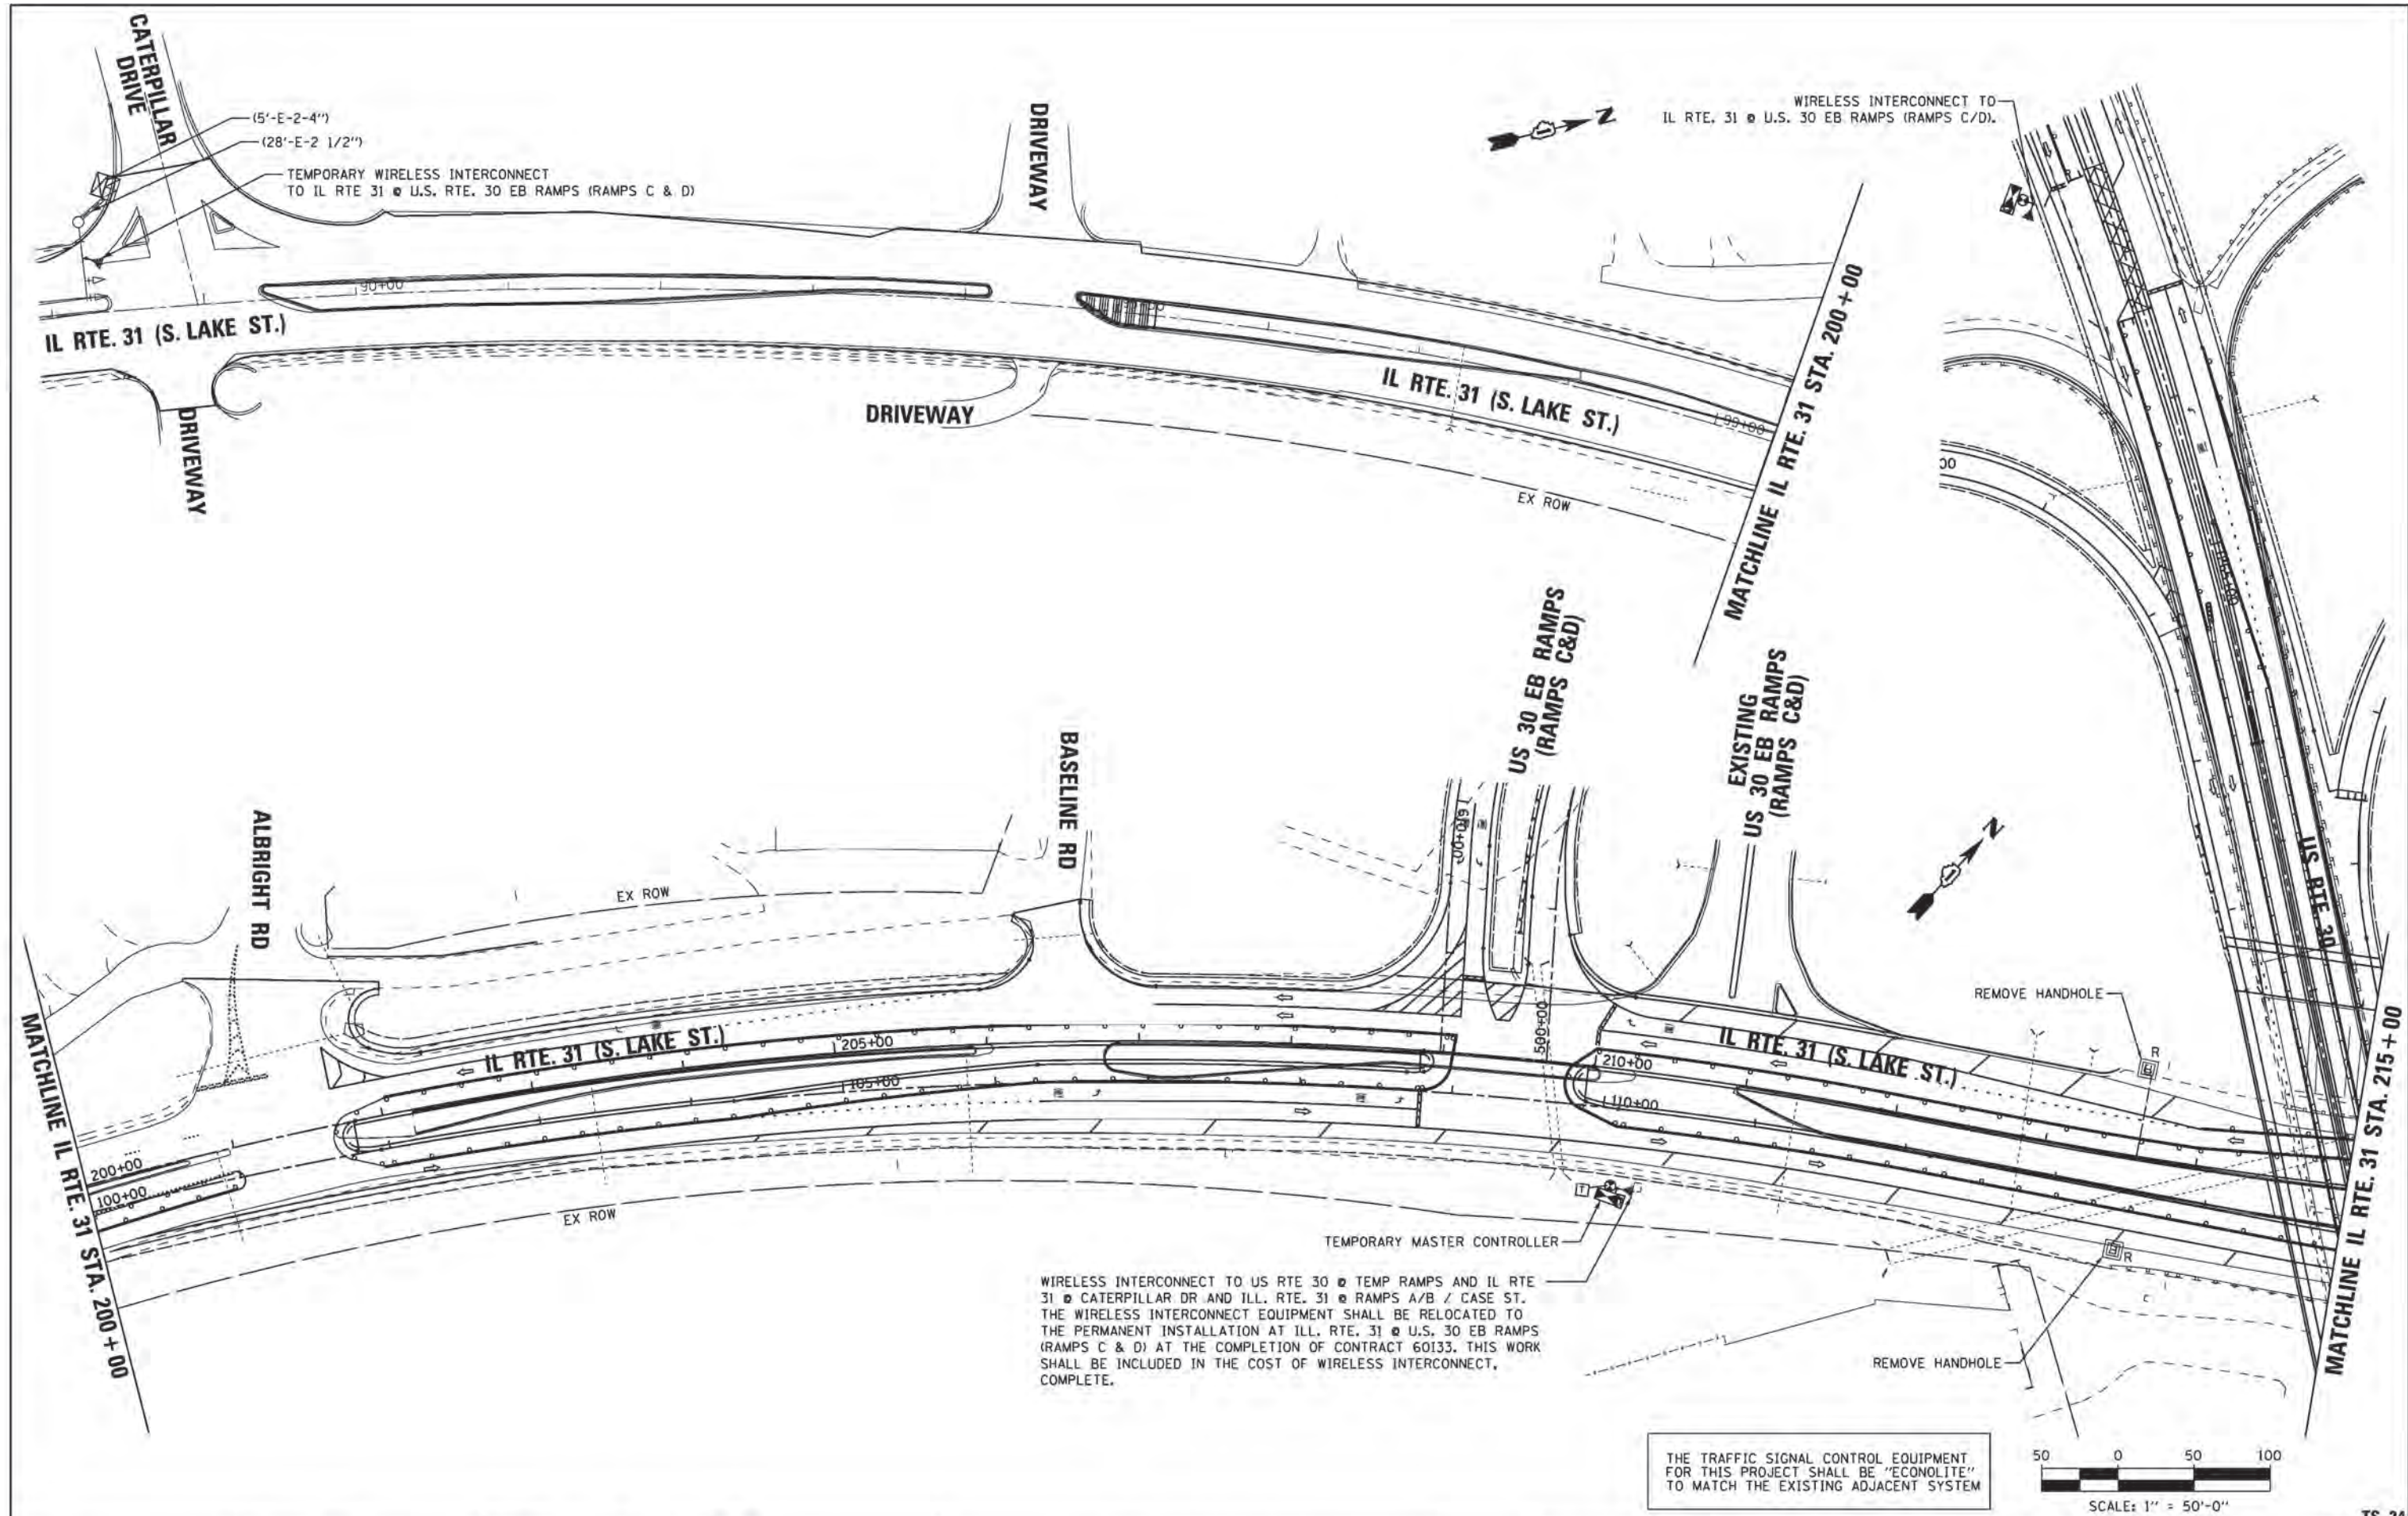 CATERPILLAR
DRIVE
(5'-E-2-4")
(28'-E-2 1/2")
TEMPORARY WIRELESS INTERCONNECT
TO IL RTE 31 @ U.S. RTE. 30 EB RAMPS (RAMPS C & D)
DRIVEWAY
N
WIRELESS INTERCONNECT TO
IL RTE. 31 @ U.S. 30 EB RAMPS (RAMPS C/D).
R
90+00
IL RTE. 31 (S. LAKE ST.)
DRIVEWAY
DRIVEWAY
IL RTE. 31 (S. LAKE ST.)
99+00
EX ROW
MATCHLINE IL RTE. 31 STA. 200+00
00
US 30 EB RAMPS
(RAMPS C&D)
EXISTING
US 30 EB RAMPS
(RAMPS C&D)
BASELINE RD
ALBRIGHT RD
EX ROW
610+00
N
US RTE. 30
MATCHLINE IL RTE. 31 STA. 200+00
IL RTE. 31 (S. LAKE ST.)
205+00
105+00
500+00
210+00
110+00
IL RTE. 31 (S. LAKE ST.)
REMOVE HANDHOLE
R
200+00
100+00
EX ROW
T
TEMPORARY MASTER CONTROLLER
WIRELESS INTERCONNECT TO US RTE 30 @ TEMP RAMPS AND IL RTE
31 @ CATERPILLAR DR AND ILL. RTE. 31 @ RAMPS A/B / CASE ST.
THE WIRELESS INTERCONNECT EQUIPMENT SHALL BE RELOCATED TO
THE PERMANENT INSTALLATION AT ILL. RTE. 31 @ U.S. 30 EB RAMPS
(RAMPS C & D) AT THE COMPLETION OF CONTRACT 60I33. THIS WORK
SHALL BE INCLUDED IN THE COST OF WIRELESS INTERCONNECT,
COMPLETE.
R
REMOVE HANDHOLE
MATCHLINE IL RTE. 31 STA. 215+00
THE TRAFFIC SIGNAL CONTROL EQUIPMENT
FOR THIS PROJECT SHALL BE "ECONOLITE"
TO MATCH THE EXISTING ADJACENT SYSTEM
50 0 50 100
SCALE: 1" = 50'-0"